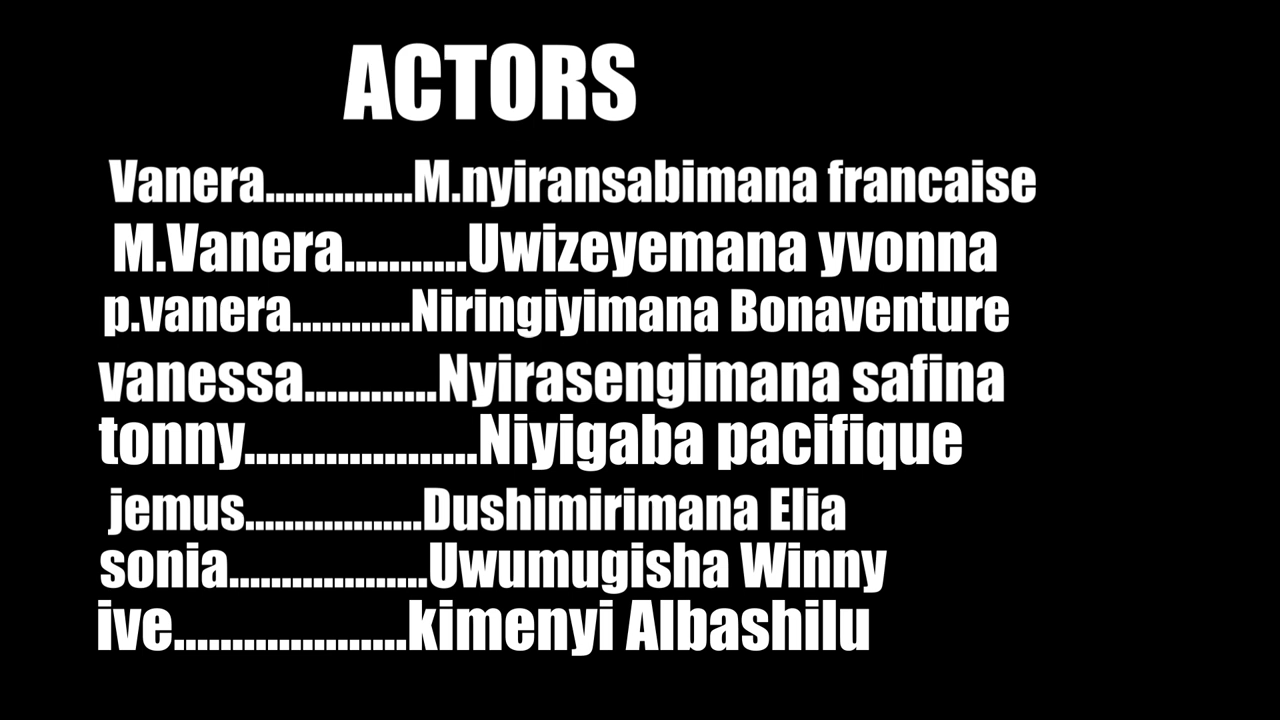 ACTORS
Vanera...............M.nyiransabimana francaise
M.Vanera...........Uwizeyemana yvonna
p.vanera............Niringiyimana Bonaventure
vanessa............Nyirasengimana safina
tonny....................Niyigaba pacifique
jemus..................Dushimirimana Elia
sonia...................Uwumugisha Winny
ive......................kimenyi Albashilu